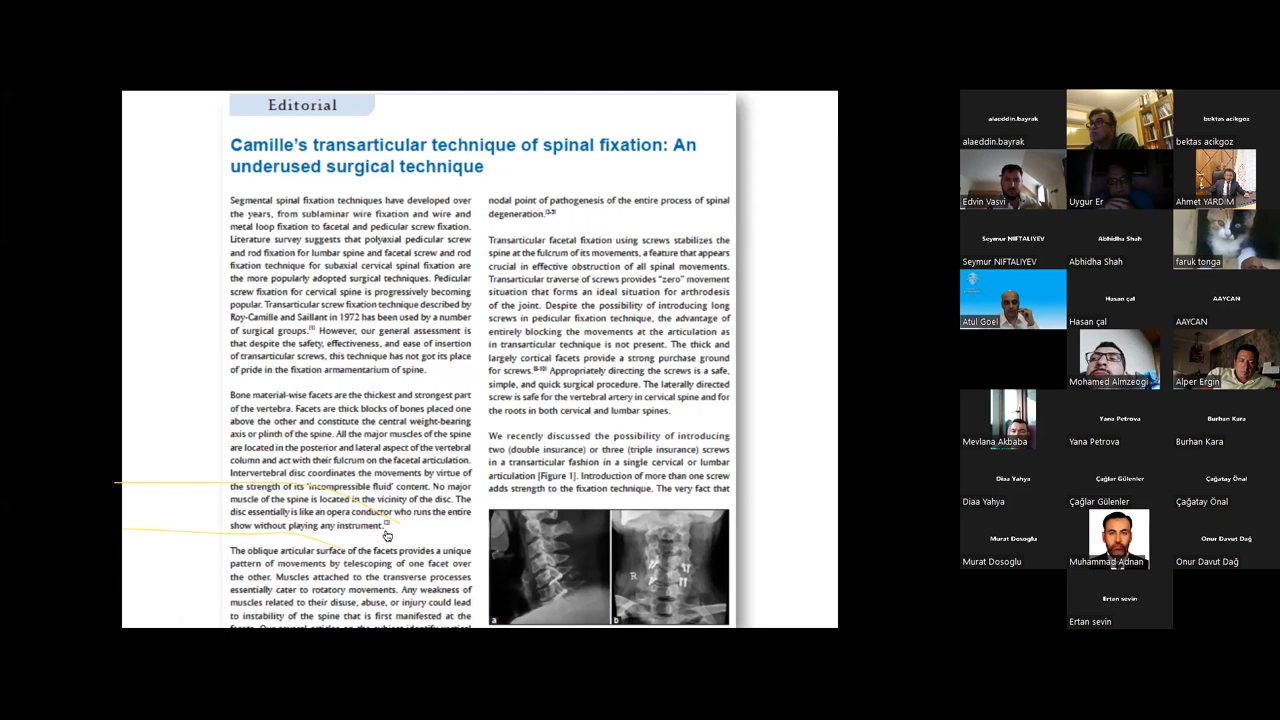 Editorial
Camille's transarticular technique of spinal fixation: An
underused surgical technique
Segmental spinal fixation techniques have developed over
the years, from sublaminar wire fixation and wire and
metal loop fixation to facetal and pedicular screw fixation.
Literature survey suggests that polyaxial pedicular screw
and rod fixation for lumbar spine and facetal screw and rod
fixation technique for subaxial cervical spinal fixation are
the more popularly adopted surgical techniques. Pedicular
screw fixation for cervical spine is progressively becoming
popular. Transarticular screw fixation technique described by
Roy-Camille and Saillant in 1972 has been used by a number
of surgical groups.[1] However, our general assessment is
that despite the safety, effectiveness, and ease of insertion
of transarticular screws, this technique has not got its place
of pride in the fixation armamentarium of spine.
Bone material-wise facets are the thickest and strongest part
of the vertebra. Facets are thick blocks of bones placed one
above the other and constitute the central weight-bearing
axis or plinth of the spine. All the major muscles of the spine
are located in the posterior and lateral aspect of the vertebral
column and act with their fulcrum on the facetal articulation.
Intervertebral disc coordinates the movements by virtue of
the strength of its 'incompressible fluid' content. No major
muscle of the spine is located in the vicinity of the disc. The
disc essentially is like an opera conductor who runs the entire
show without playing any instrument.[2]
The oblique articular surface of the facets provides a unique
pattern of movements by telescoping of one facet over
the other. Muscles attached to the transverse processes
essentially cater to rotatory movements. Any weakness of
muscles related to their disuse, abuse, or injury could lead
to instability of the spine that is first manifested at the
nodal point of pathogenesis of the entire process of spinal
degeneration.
Transarticular facetal fixation using screws stabilizes the
spine at the fulcrum of its movements, a feature that appears
crucial in effective obstruction of all spinal movements.
Transarticular traverse of screws provides "zero" movement
situation that forms an ideal situation for arthrodesis
of the joint. Despite the possibility of introducing long
screws in pedicular fixation technique, the advantage of
entirely blocking the movements at the articulation as
in transarticular technique is not present. The thick and
largely cortical facets provide a strong purchase ground
for screws. Appropriately directing the screws is a safe,
simple, and quick surgical procedure. The laterally directed
screw is safe for the vertebral artery in cervical spine and for
the roots in both cervical and lumbar spines.
We recently discussed the possibility of introducing
two (double insurance) or three (triple insurance) screws
in a transarticular fashion in a single cervical or lumbar
articulation [Figure 1]. Introduction of more than one screw
adds strength to the fixation technique. The very fact that
R
a
b
alaeddin.bayrak
alaeddin.bayrak
bektas acikgoz
bektas acikgoz
Edvin Vasvi
Uygur Er
Ahmet YARDIM
Seymur NIFTALIYEV
Seymur NIFTALIYEV
Abhidha Shah
Abhidha Shah
faruk tonga
Atul Goel
Hasan çal
Hasan çal
AAYCAN
AAYCAN
Mohamed Almzeogi
Alper Ergin
Mevlana Akbaba
Yana Petrova
Yana Petrova
Burhan Kara
Burhan Kara
Diaa Yahya
Diaa Yahya
Çağlar Gülenler
Çağlar Gülenler
Çağatay Önal
Çağatay Önal
Murat Dosoglu
Murat Dosoglu
Muhammad Adnan
Onur Davut Dağ
Onur Davut Dağ
Ertan sevin
Ertan sevin